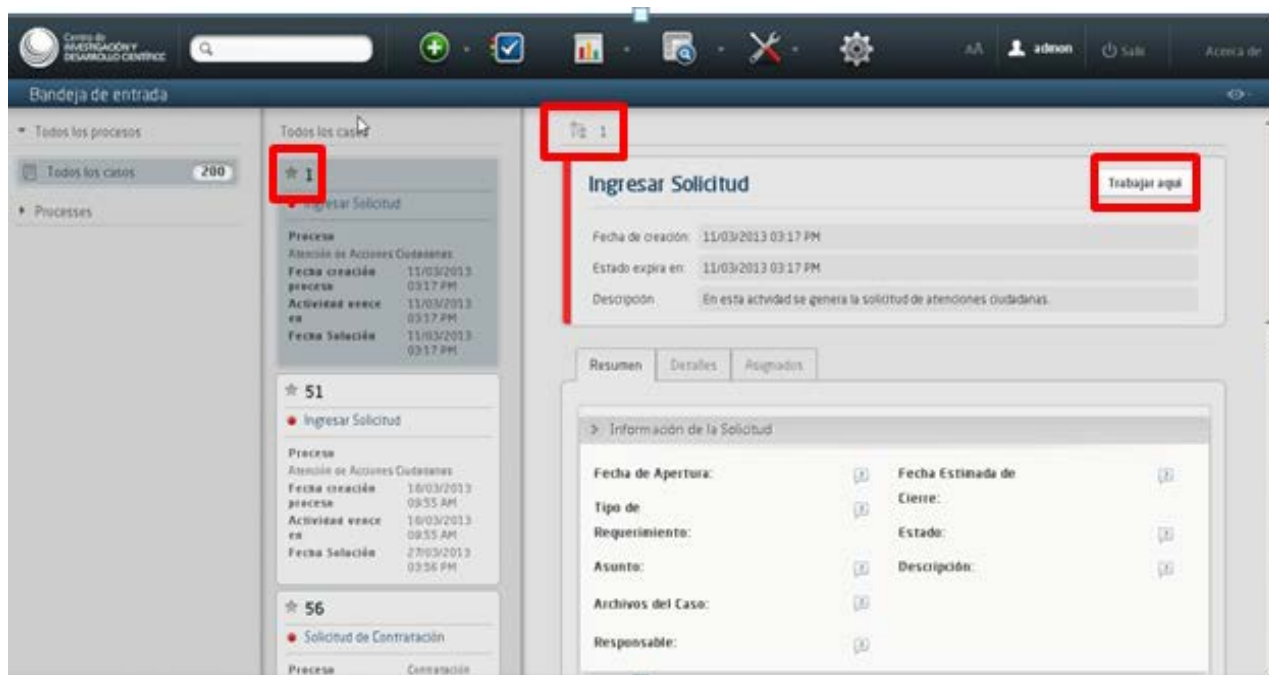 Centro de
INVESTIGACIÓN Y
DESARROLLO CIENTÍFICO
admon
Salir
Acerca de
Bandeja de entrada
Todos los procesos
Todos los casos 200
Processes
Todos los casos
1
Ingresar Solicitud
Proceso
Atención de Acciones Ciudadanas
Fecha creación proceso 11/03/2013 03:17 PM
Actividad vence en 11/03/2013 03:17 PM
Fecha Solución 11/03/2013 03:17 PM
51
Ingresar Solicitud
Proceso
Atención de Acciones Ciudadanas
Fecha creación proceso 18/03/2013 09:55 AM
Actividad vence en 18/03/2013 09:55 AM
Fecha Solución 27/03/2013 03:56 PM
56
Solicitud de Contratación
Proceso Contratación
1
Ingresar Solicitud
Trabajar aquí
Fecha de creación: 11/03/2013 03:17 PM
Estado expira en: 11/03/2013 03:17 PM
Descripción En esta actividad se genera la solicitud de atenciones ciudadanas.
Resumen Detalles Asignados
Información de la Solicitud
Fecha de Apertura:
Fecha Estimada de Cierre:
Tipo de Requerimiento:
Estado:
Asunto:
Descripción:
Archivos del Caso:
Responsable: